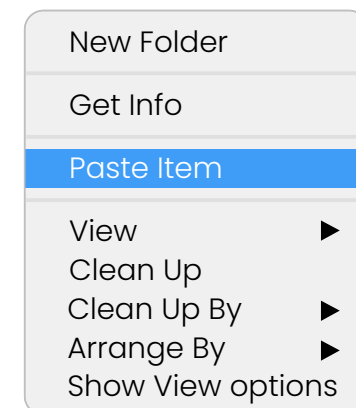 New Folder
Get Info
Paste Item
View
Clean Up
Clean Up By
Arrange By
Show View options